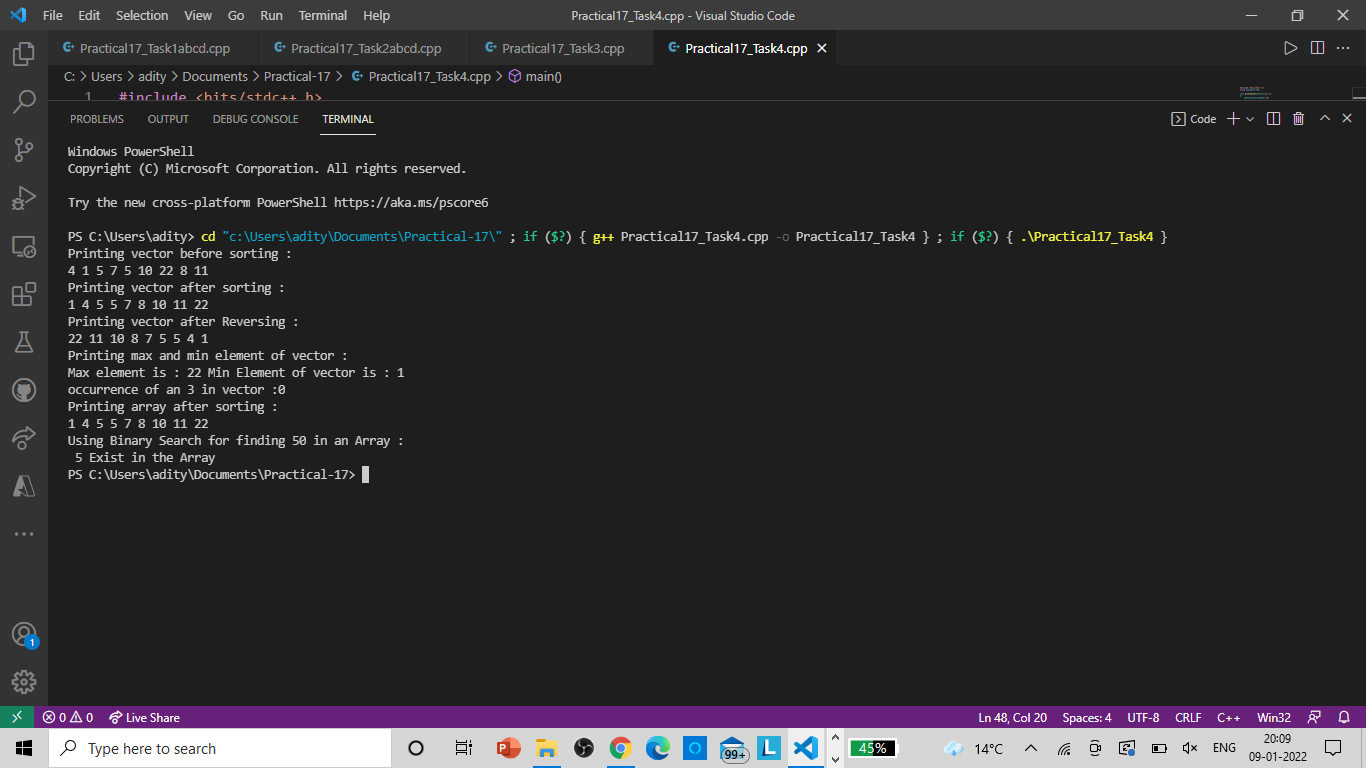 File Edit Selection View Go Run Terminal Help Practical17_Task4.cpp - Visual Studio Code
Practical17_Task1abcd.cpp Practical17_Task2abcd.cpp Practical17_Task3.cpp Practical17_Task4.cpp
C: > Users > adity > Documents > Practical-17 > Practical17_Task4.cpp > main()
1 #include <bits/stdc++.h>
PROBLEMS OUTPUT DEBUG CONSOLE TERMINAL Code
Windows PowerShell
Copyright (C) Microsoft Corporation. All rights reserved.
Try the new cross-platform PowerShell https://aka.ms/pscore6
PS C:\Users\adity> cd "c:\Users\adity\Documents\Practical-17\" ; if ($?) { g++ Practical17_Task4.cpp -o Practical17_Task4 } ; if ($?) { .\Practical17_Task4 }
Printing vector before sorting :
4 1 5 7 5 10 22 8 11
Printing vector after sorting :
1 4 5 5 7 8 10 11 22
Printing vector after Reversing :
22 11 10 8 7 5 5 4 1
Printing max and min element of vector :
Max element is : 22 Min Element of vector is : 1
occurrence of an 3 in vector :0
Printing array after sorting :
1 4 5 5 7 8 10 11 22
Using Binary Search for finding 50 in an Array :
5 Exist in the Array
PS C:\Users\adity\Documents\Practical-17>
1
0 0 Live Share Ln 48, Col 20 Spaces: 4 UTF-8 CRLF C++ Win32
Type here to search 99+ 45% 14°C ENG 20:09
09-01-2022